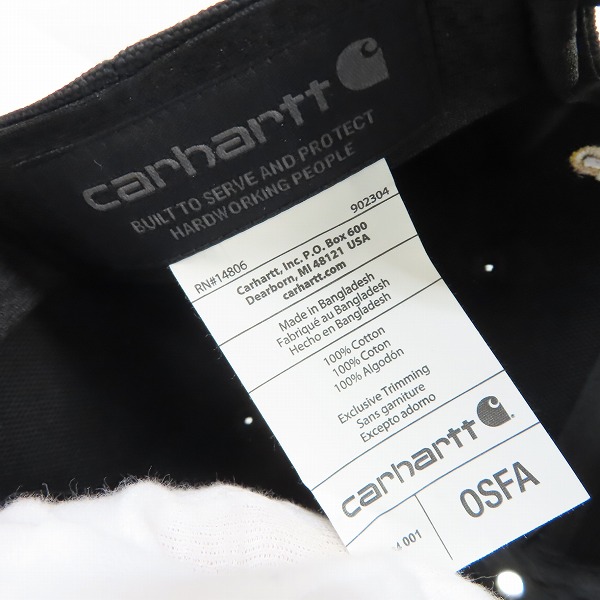 carhartt
BUILT TO SERVE AND PROTECT
HARDWORKING PEOPLE
RN#14806
902304
Carhartt, Inc. P.O. Box 600
Dearborn, MI 48121 USA
carhartt.com
Made in Bangladesh
Fabriqué au Bangladesh
Hecho en Bangladesh
100% Cotton
100% Coton
100% Algodón
Exclusive Trimming
Sans garniture
Excepto adorno
carhartt
001
OSFA